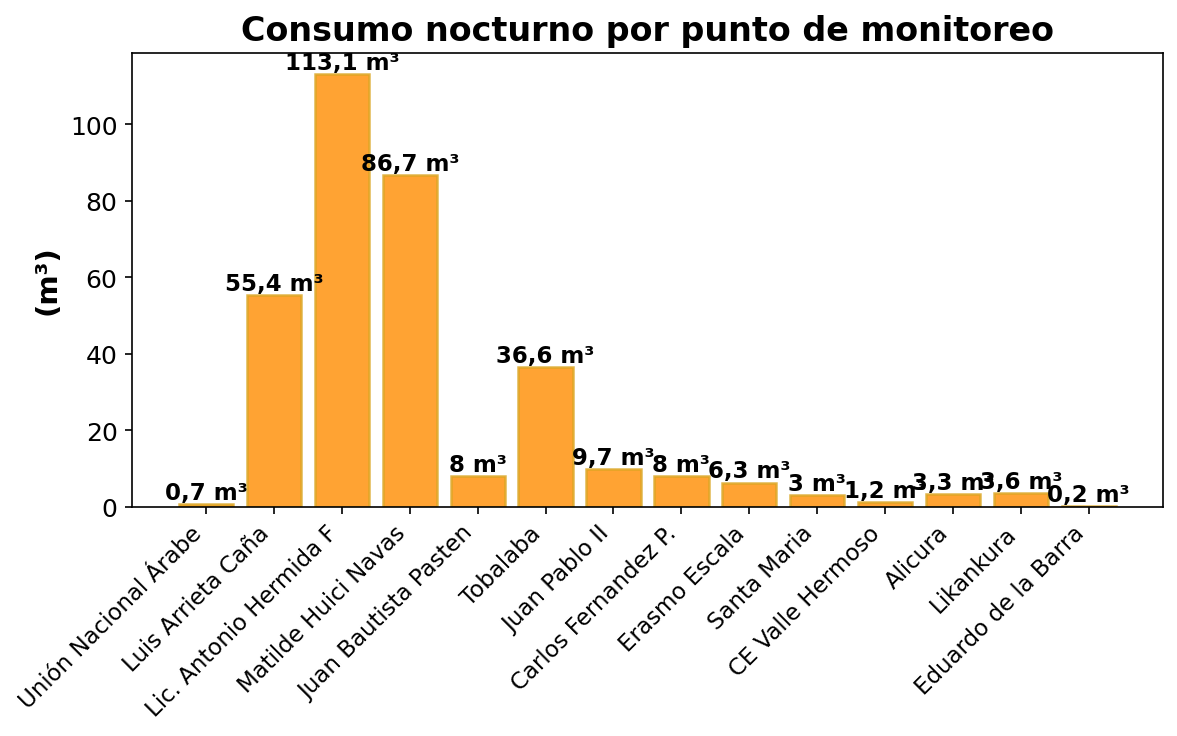 Consumo nocturno por punto de monitoreo
(m³)
100
80
60
40
20
0
0,7 m³
55,4 m³
113,1 m³
86,7 m³
8 m³
36,6 m³
9,7 m³
8 m³
6,3 m³
3 m³
1,2 m³
3,3 m³
3,6 m³
0,2 m³
Unión Nacional Árabe
Luis Arrieta Caña
Lic. Antonio Hermida F
Matilde Huici Navas
Juan Bautista Pasten
Tobalaba
Juan Pablo II
Carlos Fernandez P.
Erasmo Escala
Santa Maria
CE Valle Hermoso
Alicura
Likankura
Eduardo de la Barra